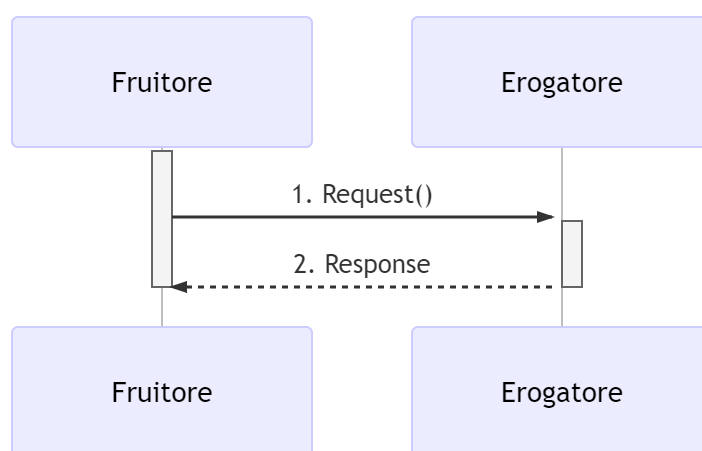 Fruitore
Erogatore
1. Request()
2. Response
Fruitore
Erogatore